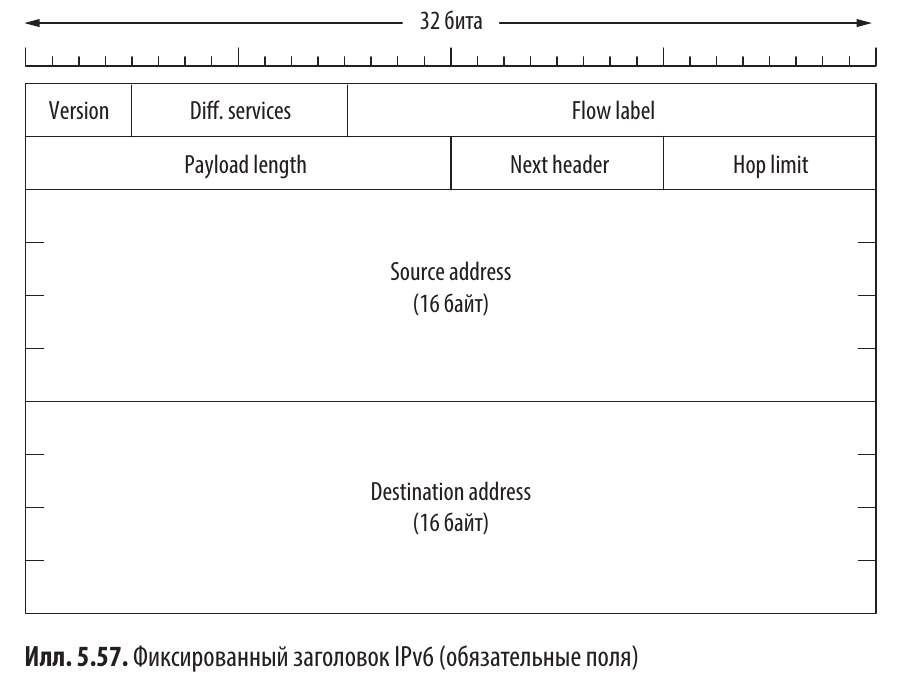 32 бита
Version Diff. services Flow label
Payload length Next header Hop limit
Source address
(16 байт)
Destination address
(16 байт)
Илл. 5.57. Фиксированный заголовок IPv6 (обязательные поля)